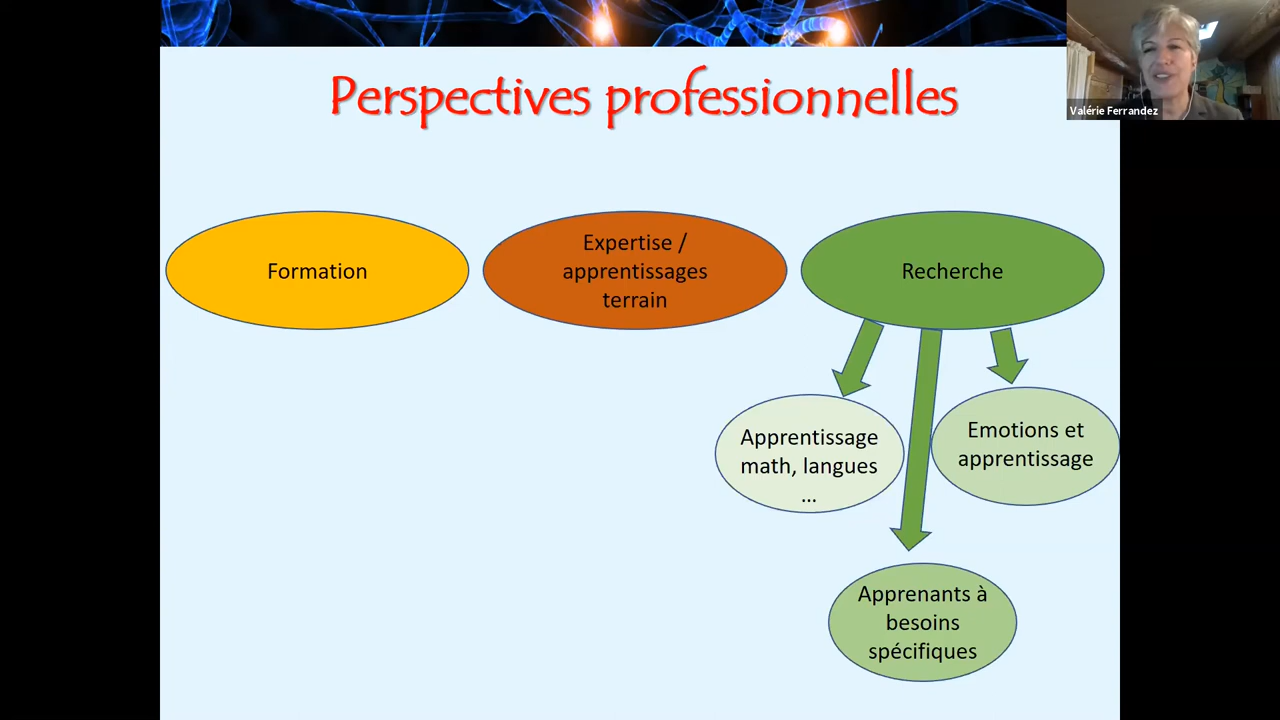 Perspectives professionnelles
Valérie Ferrandez
Formation
Expertise /
apprentissages
terrain
Recherche
Apprentissage
math, langues
...
Emotions et
apprentissage
Apprenants à
besoins
spécifiques